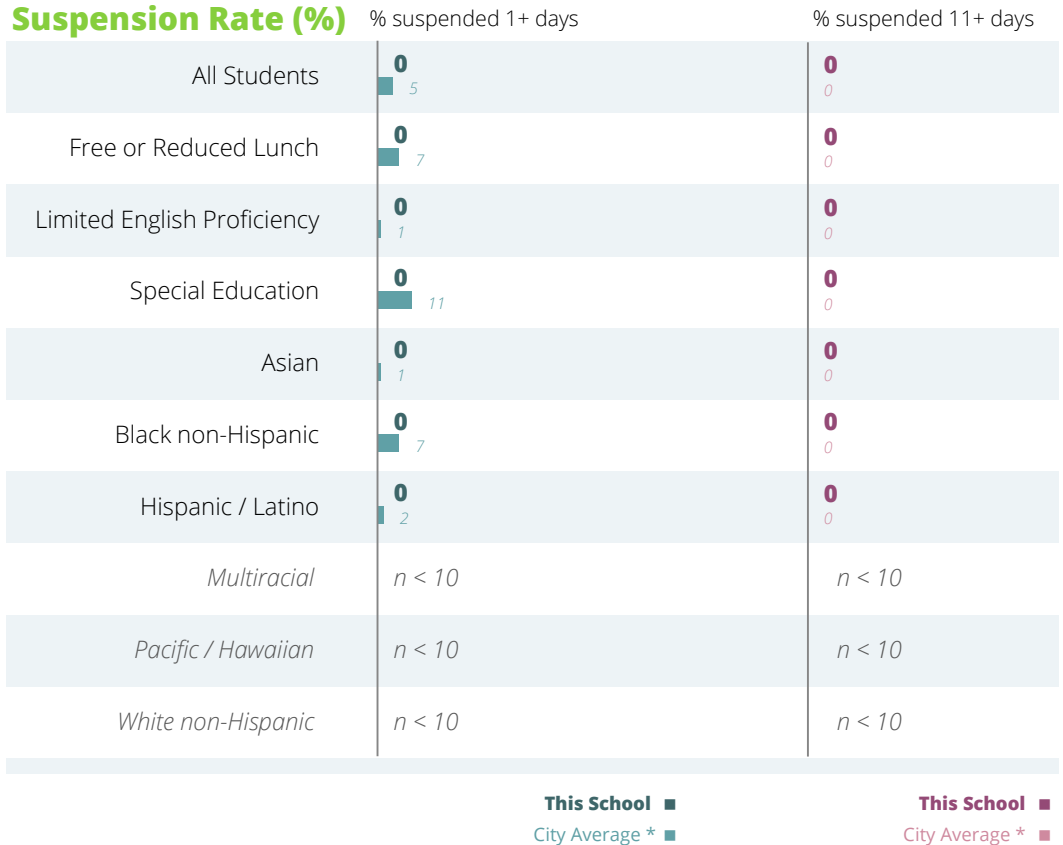 Suspension Rate (%) % suspended 1+ days % suspended 11+ days
All Students 0 0
5 0
Free or Reduced Lunch 0 0
7 0
Limited English Proficiency 0 0
1 0
Special Education 0 0
11 0
Asian 0 0
1 0
Black non-Hispanic 0 0
7 0
Hispanic / Latino 0 0
2 0
Multiracial n < 10 n < 10
Pacific / Hawaiian n < 10 n < 10
White non-Hispanic n < 10 n < 10
This School This School
City Average * City Average *